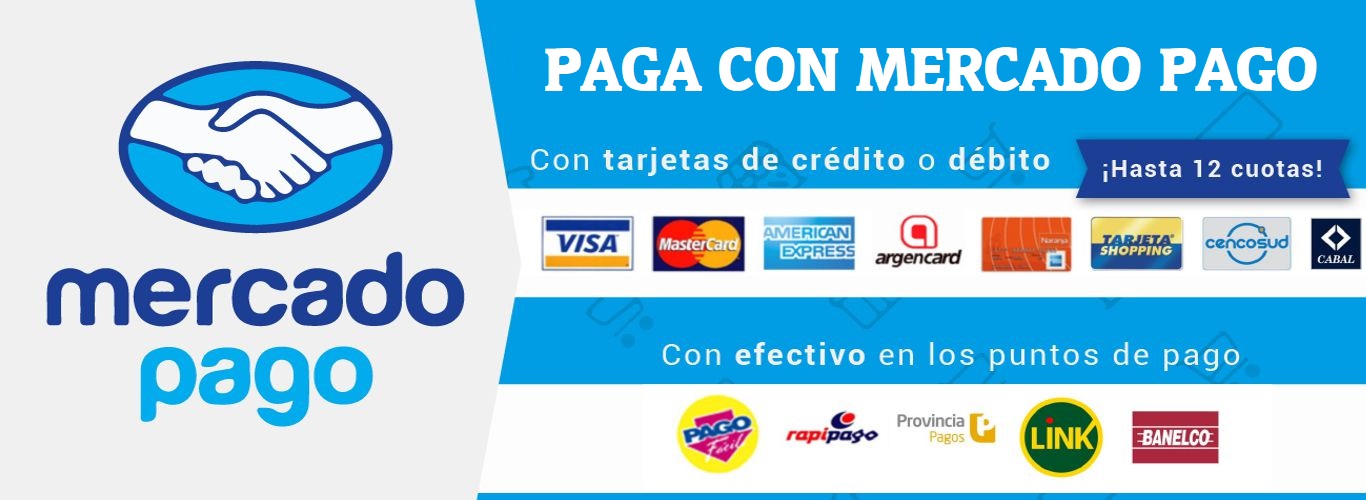 mercado
pago
PAGA CON MERCADO PAGO
Con tarjetas de crédito o débito
¡Hasta 12 cuotas!
VISA
MasterCard
AMERICAN
EXPRESS
argencard
Naranja
TARJETA
SHOPPING
cencosud
CABAL
Con efectivo en los puntos de pago
PAGO
Fácil
rapipago
Provincia
Pagos
LINK
BANELCO